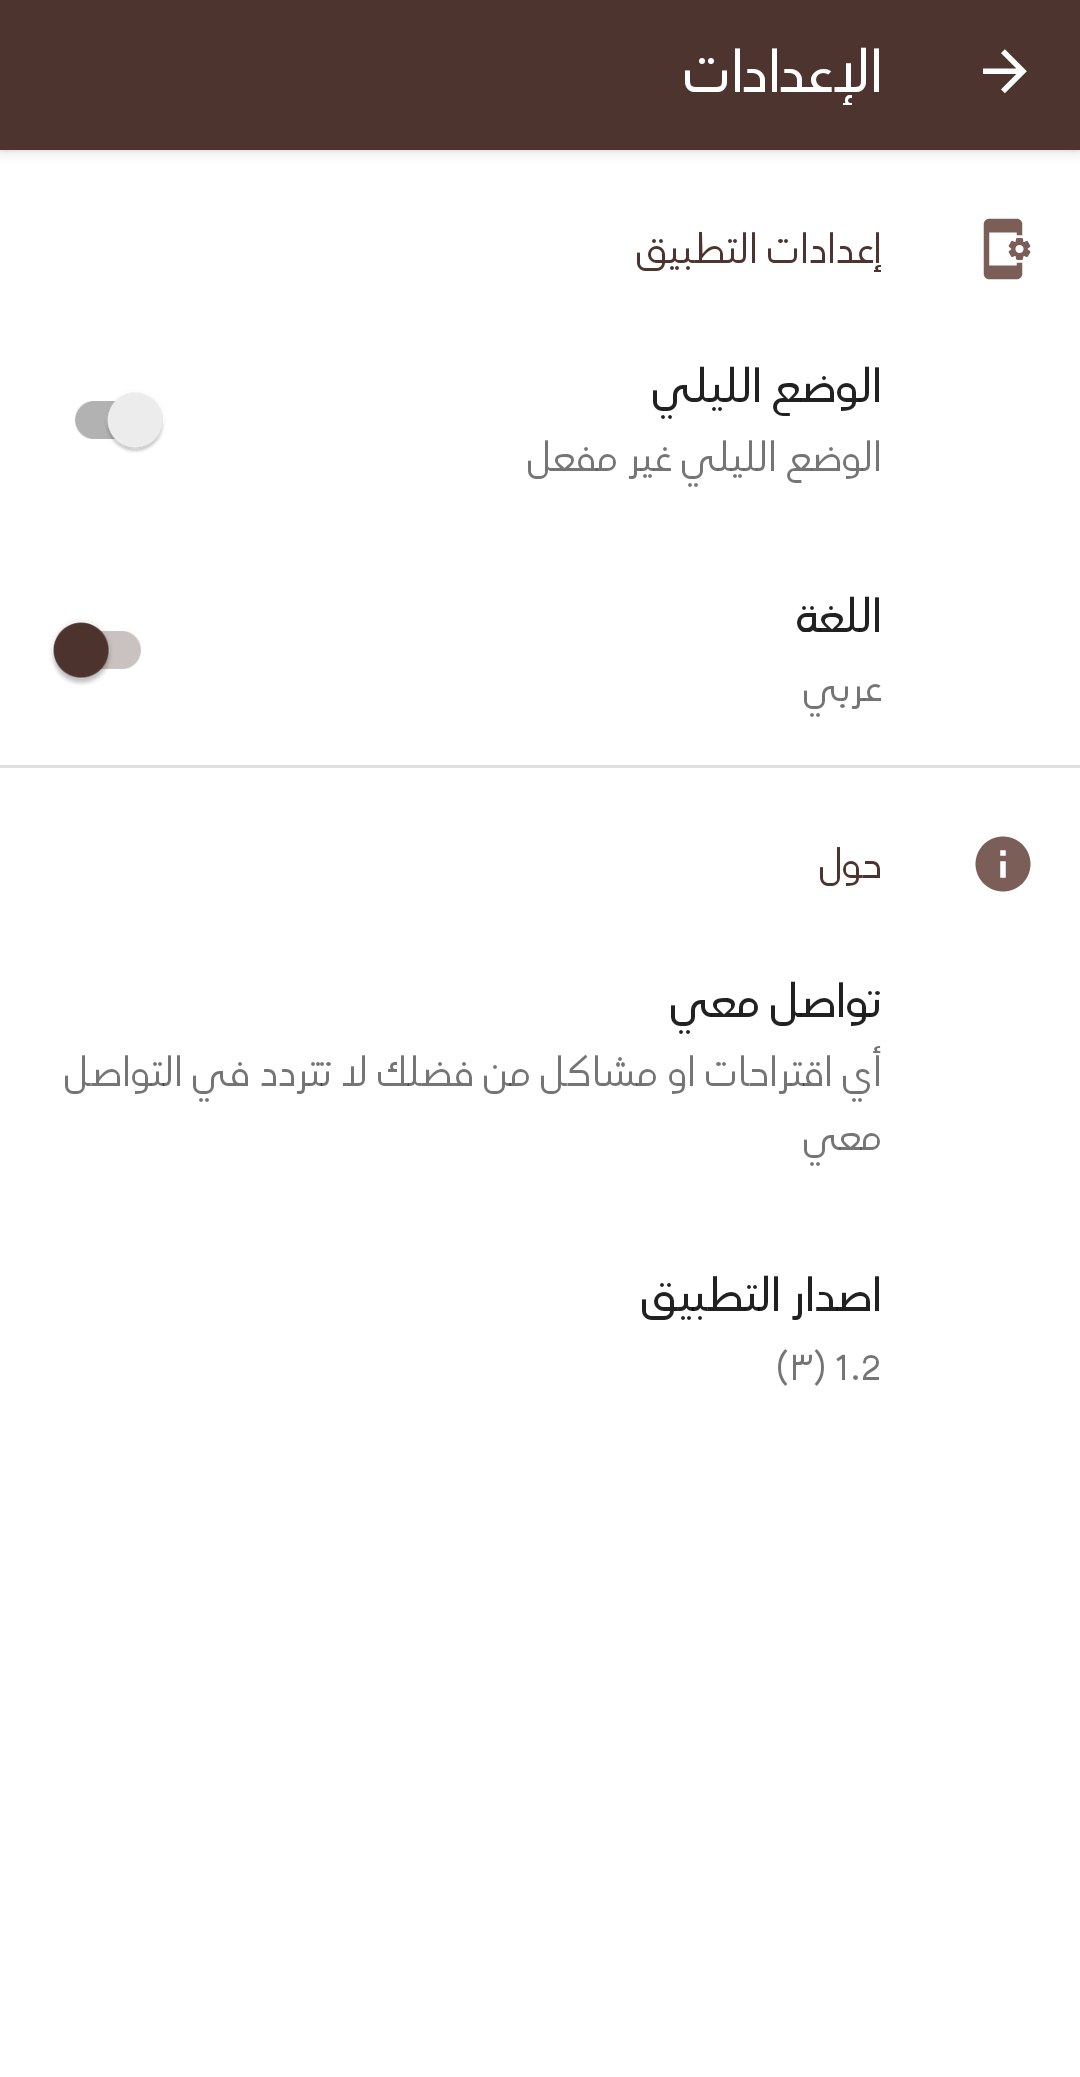 الإعدادات
إعدادات التطبيق
الوضع الليلي
الوضع الليلي غير مفعل
اللغة
عربي
حول
تواصل معي
أي اقتراحات او مشاكل من فضلك لا تتردد في التواصل
معي
اصدار التطبيق
1.2 (٣)